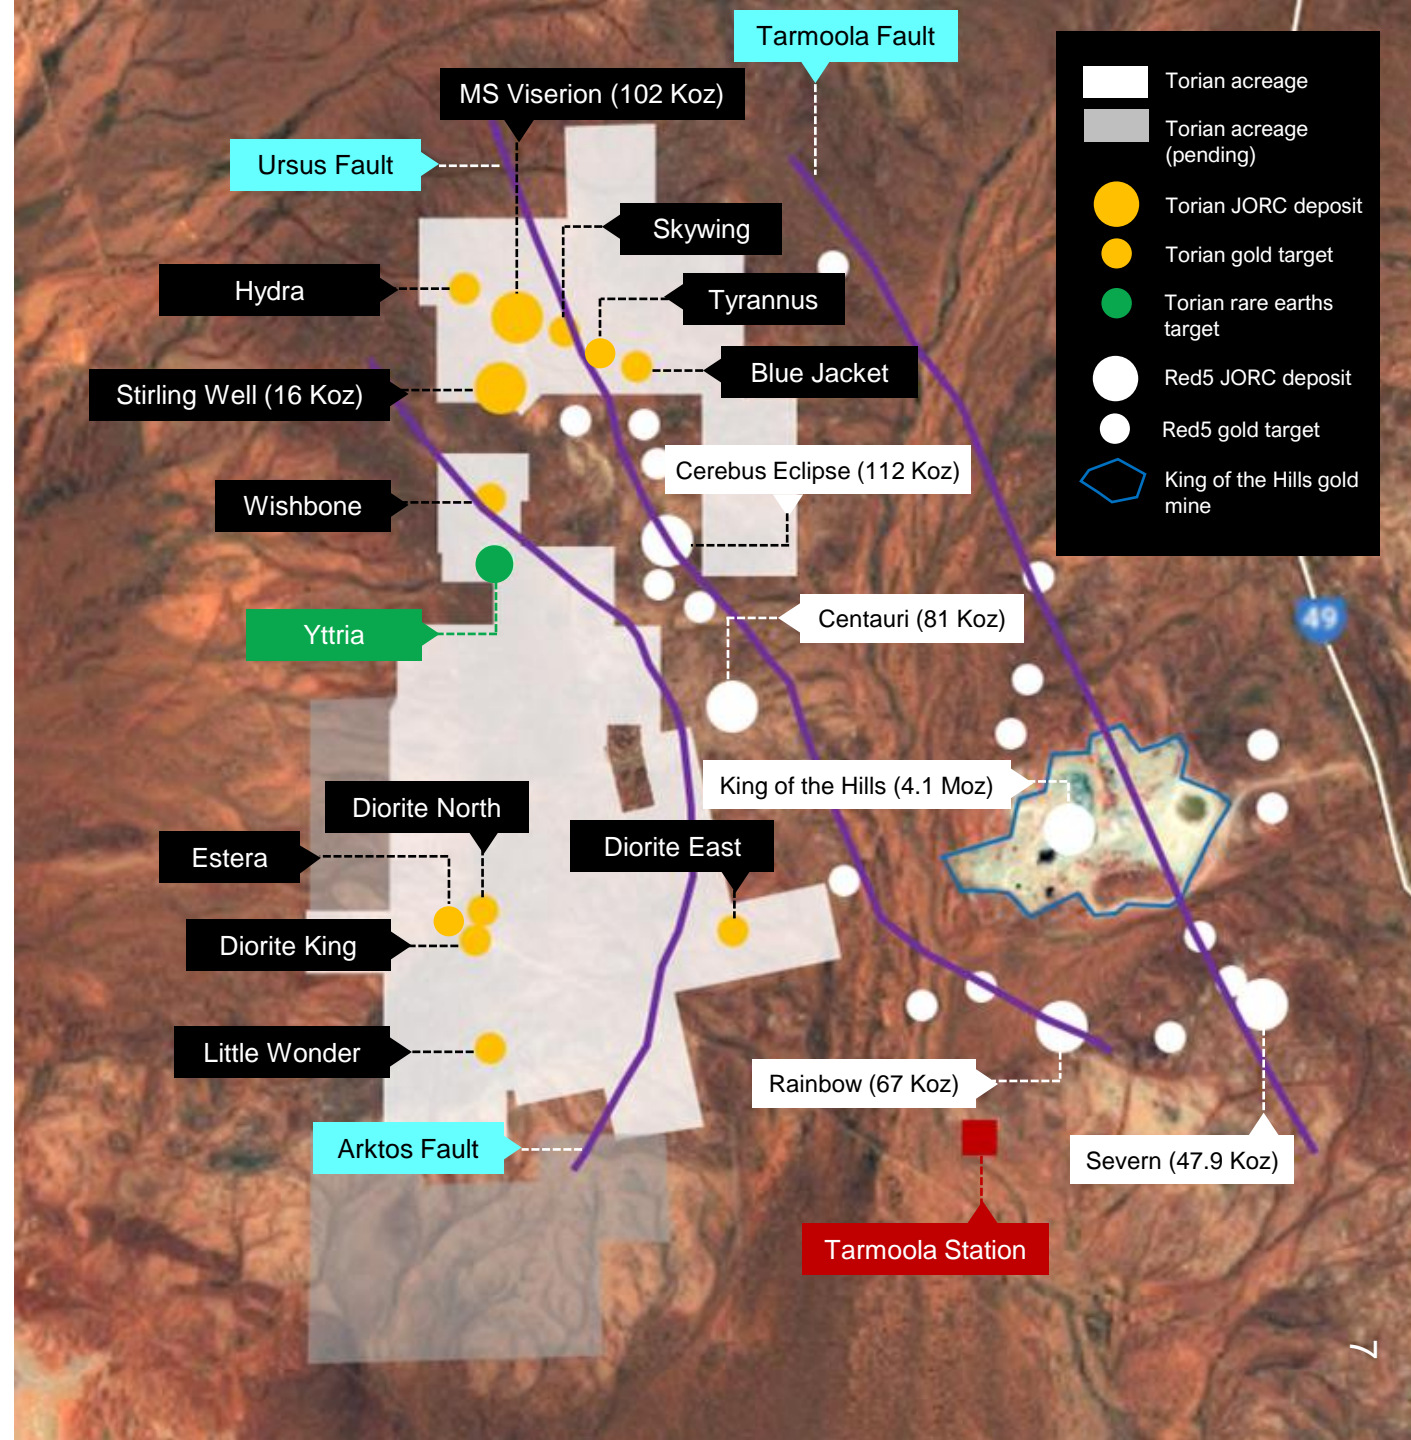 Tarmoola Fault
MS Viserion (102 Koz)
Ursus Fault
Skywing
Hydra
Tyrannus
Blue Jacket
Stirling Well (16 Koz)
Cerebus Eclipse (112 Koz)
Wishbone
Centauri (81 Koz)
Yttria
King of the Hills (4.1 Moz)
Diorite North
Diorite East
Estera
Diorite King
Little Wonder
Rainbow (67 Koz)
Arktos Fault
Severn (47.9 Koz)
Tarmoola Station
Torian acreage
Torian acreage
(pending)
Torian JORC deposit
Torian gold target
Torian rare earths
target
Red5 JORC deposit
Red5 gold target
King of the Hills gold
mine
49
7